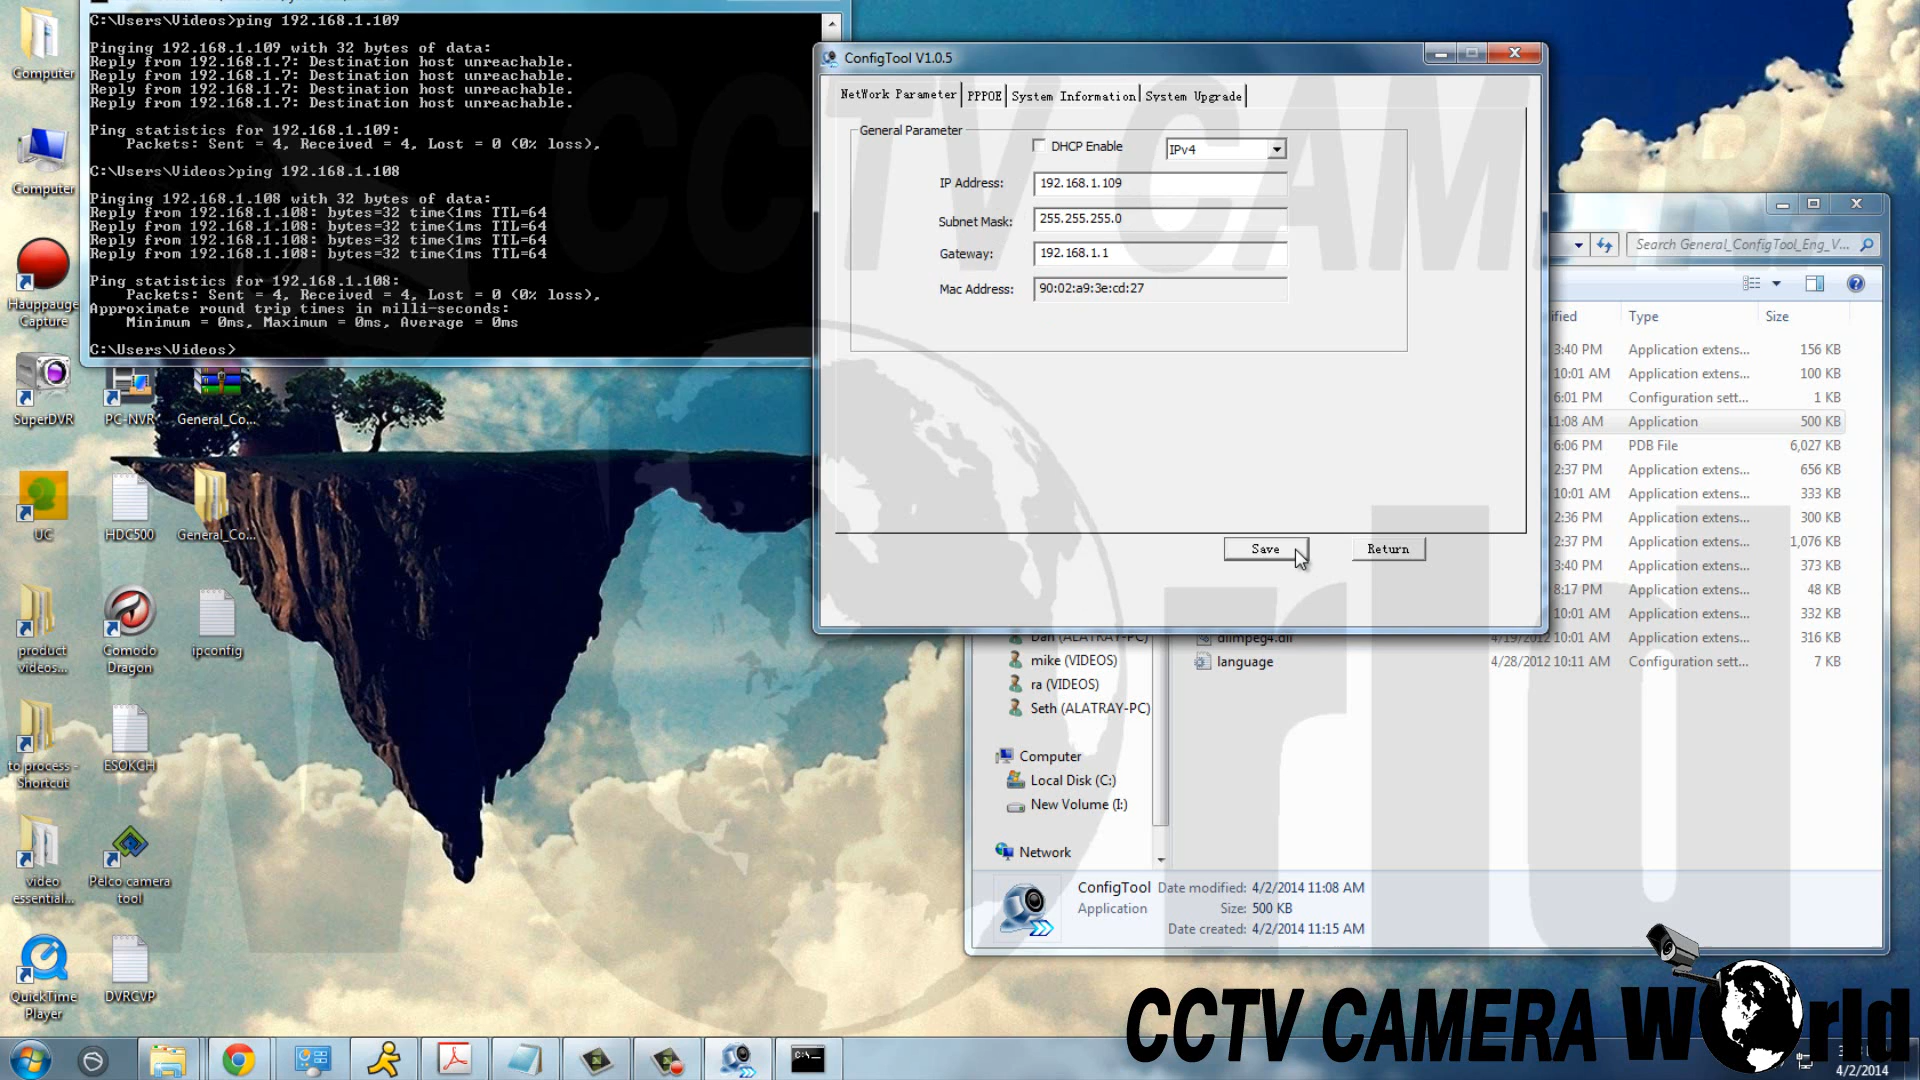 C:\Users\Videos>ping 192.168.1.109
Pinging 192.168.1.109 with 32 bytes of data:
Reply from 192.168.1.7: Destination host unreachable.
Reply from 192.168.1.7: Destination host unreachable.
Reply from 192.168.1.7: Destination host unreachable.
Reply from 192.168.1.7: Destination host unreachable.
Ping statistics for 192.168.1.109:
Packets: Sent = 4, Received = 4, Lost = 0 (0% loss),
C:\Users\Videos>ping 192.168.1.108
Pinging 192.168.1.108 with 32 bytes of data:
Reply from 192.168.1.108: bytes=32 time<1ms TTL=64
Reply from 192.168.1.108: bytes=32 time<1ms TTL=64
Reply from 192.168.1.108: bytes=32 time<1ms TTL=64
Reply from 192.168.1.108: bytes=32 time<1ms TTL=64
Ping statistics for 192.168.1.108:
Packets: Sent = 4, Received = 4, Lost = 0 (0% loss),
Approximate round trip times in milli-seconds:
Minimum = 0ms, Maximum = 0ms, Average = 0ms
C:\Users\Videos>
ConfigTool V1.0.5
NetWork Parameter
PPPOE
System Information
System Upgrade
General Parameter
DHCP Enable
IPv4
IP Address: 192.168.1.109
Subnet Mask: 255.255.255.0
Gateway: 192.168.1.1
Mac Address: 90:02:a9:3e:cd:27
Save
Return
Search General_ConfigTool_Eng_V...
ified Type Size
3:40 PM Application extens... 156 KB
10:01 AM Application extens... 100 KB
6:01 PM Configuration sett... 1 KB
11:08 AM Application 500 KB
6:06 PM PDB File 6,027 KB
2:37 PM Application extens... 656 KB
10:01 AM Application extens... 333 KB
2:36 PM Application extens... 300 KB
2:37 PM Application extens... 1,076 KB
3:40 PM Application extens... 373 KB
8:17 PM Application extens... 48 KB
10:01 AM Application extens... 332 KB
dllmpeg4.dll 4/19/2012 10:01 AM Application extens... 316 KB
language 4/28/2012 10:11 AM Configuration sett... 7 KB
Dan (ALATRAY-PC)
mike (VIDEOS)
ra (VIDEOS)
Seth (ALATRAY-PC)
Computer
Local Disk (C:)
New Volume (I:)
Network
ConfigTool Date modified: 4/2/2014 11:08 AM
Application Size: 500 KB
Date created: 4/2/2014 11:15 AM
Computer
Computer
Hauppauge Capture
SuperDVR
PC-NVR
General_Co...
UC
HDC500
General_Co...
product videos...
Comodo Dragon
ipconfig
to process - Shortcut
ESOKCH
video essential...
Pelco camera tool
QuickTime Player
DVRCVP
C:\
CCTV CAMERA World
CCTV CAMERA World
4/2/2014